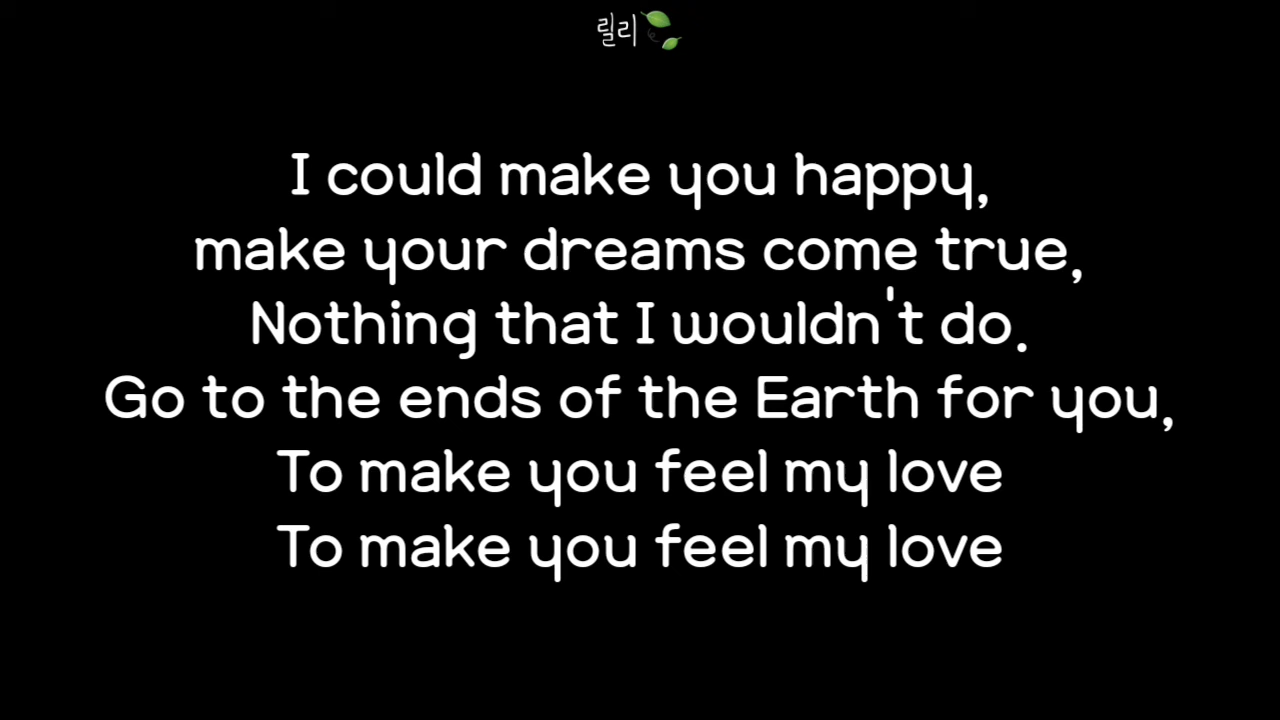 릴리
I could make you happy,
make your dreams come true,
Nothing that I wouldn't do.
Go to the ends of the Earth for you,
To make you feel my love
To make you feel my love